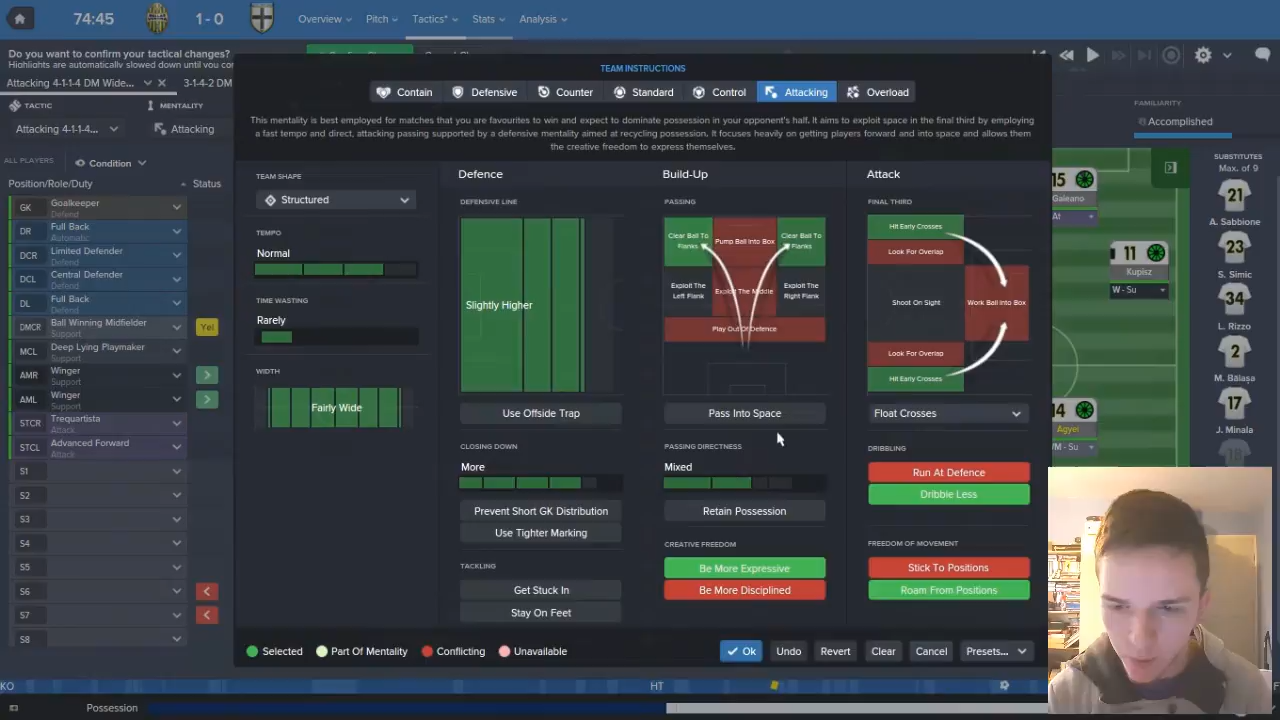 74:45
1 - 0
Overview
Pitch
Tactics*
Stats
Analysis
Do you want to confirm your tactical changes?
Highlights are automatically slowed down until you co
Attacking 4-1-1-4 DM Wide...
3-1-4-2 DM
TACTIC
MENTALITY
Attacking 4-1-1-4...
Attacking
ALL PLAYERS
Condition
Position/Role/Duty
Status
GK
Goalkeeper
Defend
DR
Full Back
Automatic
DCR
Limited Defender
Defend
DCL
Central Defender
Defend
DL
Full Back
Defend
DMCR
Ball Winning Midfielder
Support
Yel
MCL
Deep Lying Playmaker
Support
AMR
Winger
Support
AML
Winger
Support
STCR
Trequartista
Attack
STCL
Advanced Forward
Attack
S1
S2
S3
S4
S5
S6
S7
S8
TEAM INSTRUCTIONS
Contain
Defensive
Counter
Standard
Control
Attacking
Overload
This mentality is best employed for matches that you are favourites to win and expect to dominate possession in your opponent's half. It aims to exploit space in the final third by employing
a fast tempo and direct, attacking passing supported by a defensive mentality aimed at recycling possession. It focuses heavily on getting players forward and into space and allows them
the creative freedom to express themselves.
TEAM SHAPE
Structured
TEMPO
Normal
TIME WASTING
Rarely
WIDTH
Fairly Wide
Defence
DEFENSIVE LINE
Slightly Higher
Use Offside Trap
CLOSING DOWN
More
Prevent Short GK Distribution
Use Tighter Marking
TACKLING
Get Stuck In
Stay On Feet
Build-Up
PASSING
Clear Ball To
Flanks
Pump Ball Into Box
Clear Ball To
Flanks
Exploit The
Left Flank
Exploit The Middle
Exploit The
Right Flank
Play Out Of Defence
Pass Into Space
PASSING DIRECTNESS
Mixed
Retain Possession
CREATIVE FREEDOM
Be More Expressive
Be More Disciplined
Attack
FINAL THIRD
Hit Early Crosses
Look For Overlap
Shoot On Sight
Work Ball Into Box
Look For Overlap
Hit Early Crosses
Float Crosses
DRIBBLING
Run At Defence
Dribble Less
FREEDOM OF MOVEMENT
Stick To Positions
Roam From Positions
Selected
Part Of Mentality
Conflicting
Unavailable
Ok
Undo
Revert
Clear
Cancel
Presets...
FAMILIARITY
Accomplished
15
Galeano
At
11
Kupisz
W - Su
14
Agyei
/M - Su
SUBSTITUTES
Max. of 9
21
A. Sabbione
23
S. Simic
34
L. Rizzo
2
M. Bălașa
17
J. Minala
18
KO
HT
F
Possession